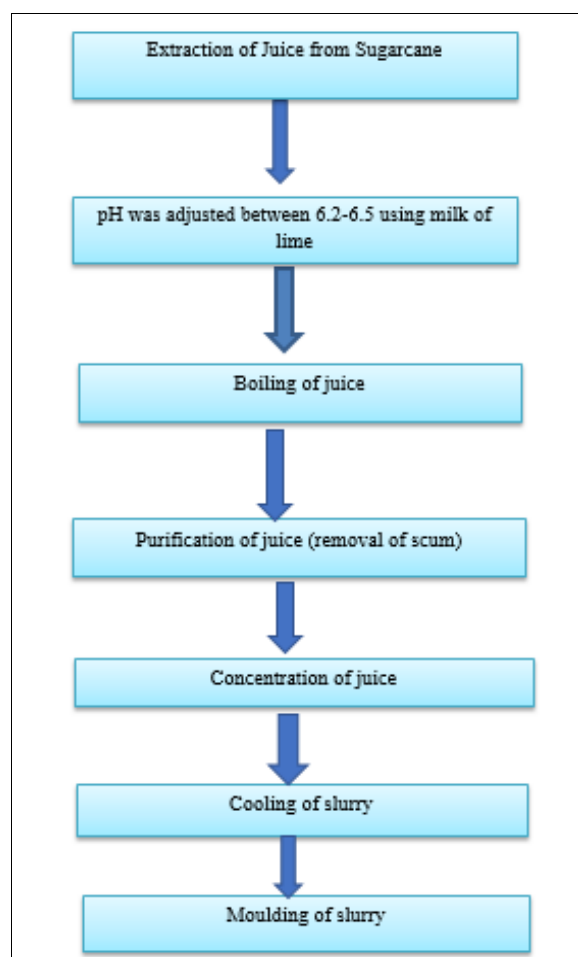 Extraction of Juice from Sugarcane
pH was adjusted between 6.2-6.5 using milk of
lime
Boiling of juice
Purification of juice (removal of scum)
Concentration of juice
Cooling of slurry
Moulding of slurry